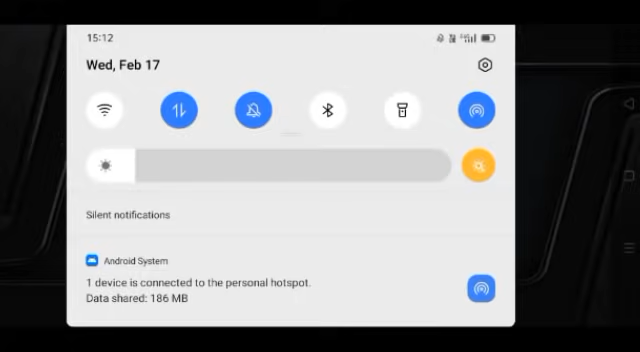 15:12
Wed, Feb 17
Silent notifications
Android System
1 device is connected to the personal hotspot.
Data shared: 186 MB